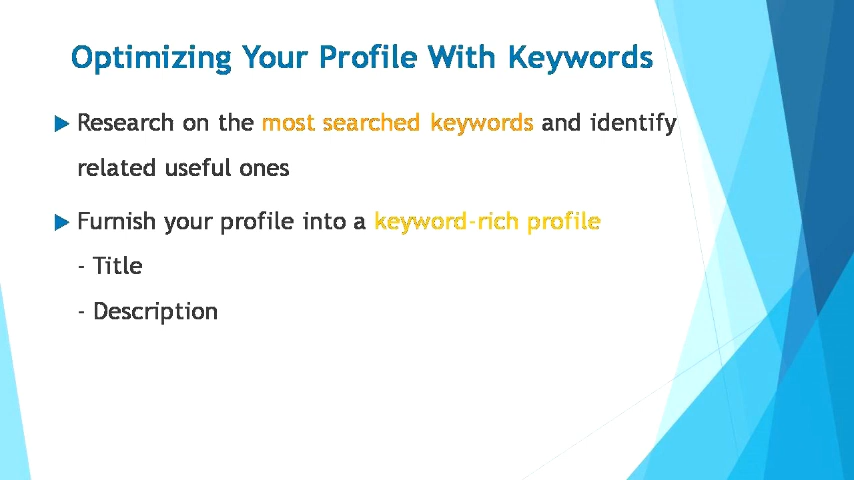 Optimizing Your Profile With Keywords
Research on the most searched keywords and identify
related useful ones
Furnish your profile into a keyword-rich profile
- Title
- Description